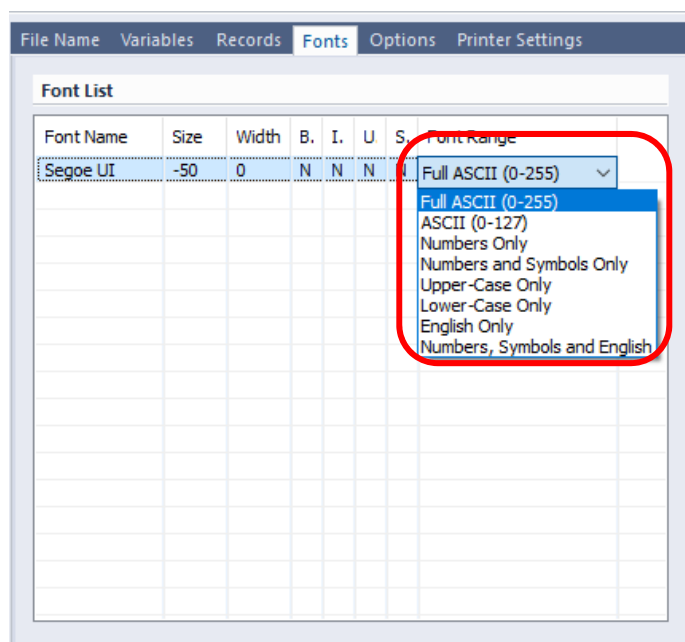 File Name Variables Records Fonts Options Printer Settings
Font List
Font Name Size Width B. I. U S. Font Range
Segoe UI -50 0 N N N N Full ASCII (0-255)
Full ASCII (0-255)
ASCII (0-127)
Numbers Only
Numbers and Symbols Only
Upper-Case Only
Lower-Case Only
English Only
Numbers, Symbols and English